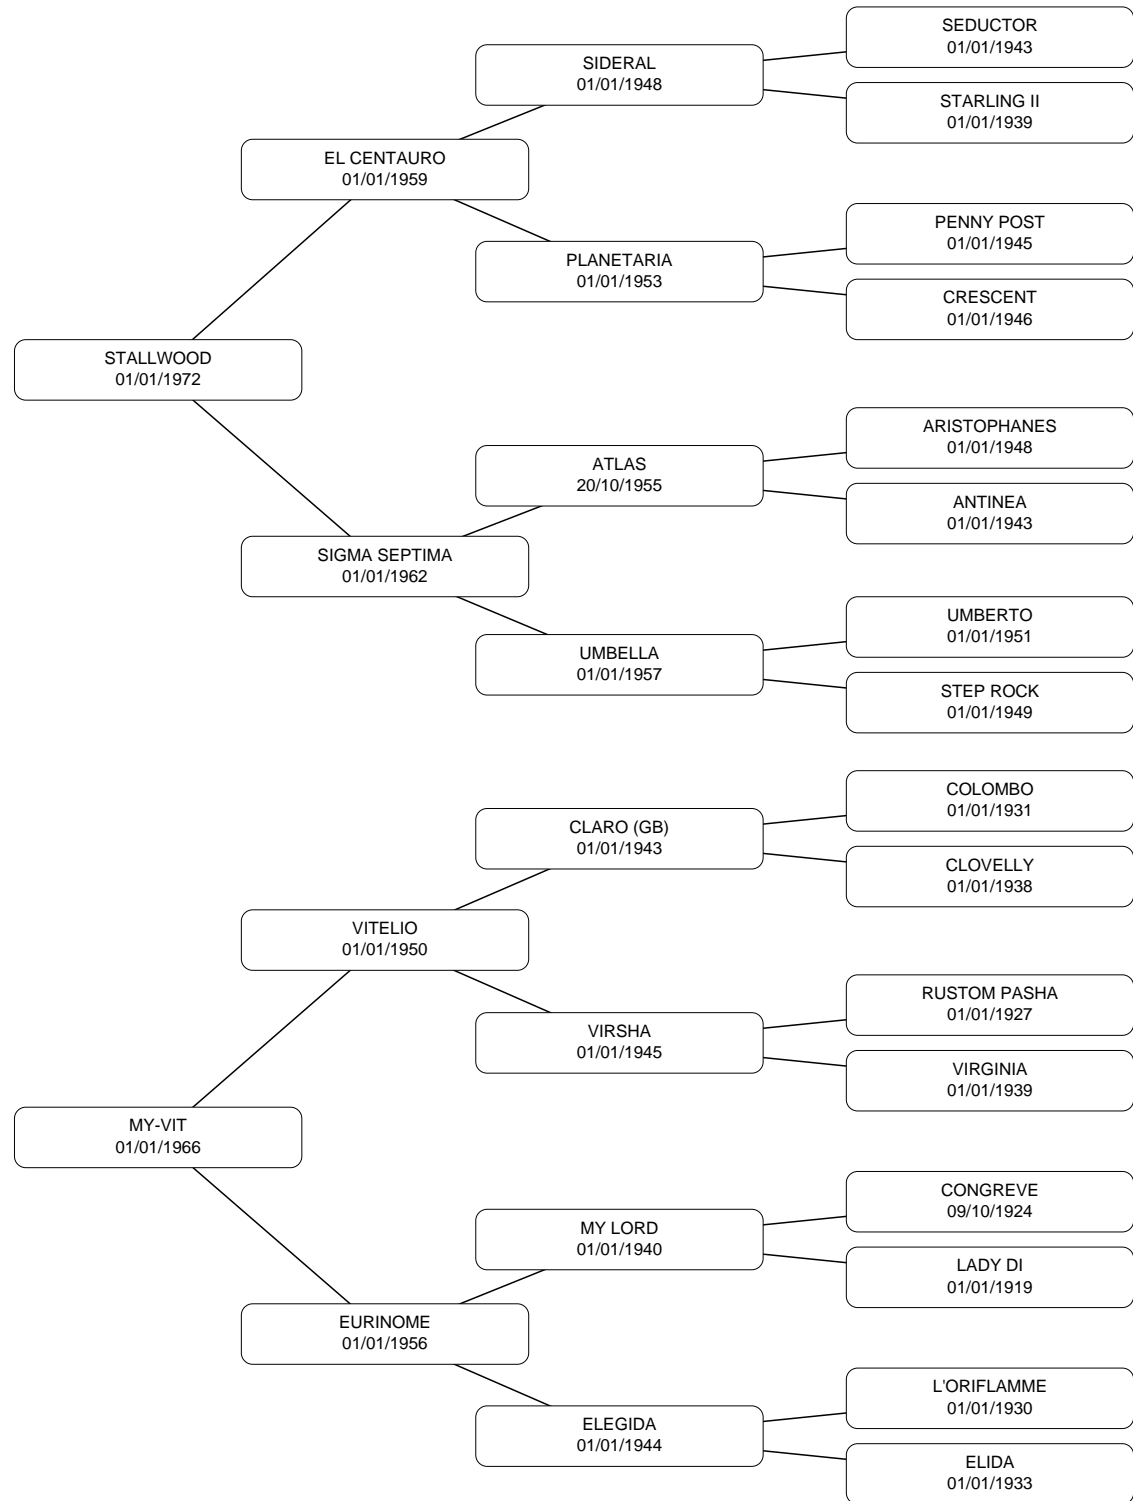 SEDUCTOR
01/01/1943
SIDERAL
01/01/1948
STARLING II
01/01/1939
EL CENTAURO
01/01/1959
PENNY POST
01/01/1945
PLANETARIA
01/01/1953
CRESCENT
01/01/1946
STALLWOOD
01/01/1972
ARISTOPHANES
01/01/1948
ATLAS
20/10/1955
ANTINEA
01/01/1943
SIGMA SEPTIMA
01/01/1962
UMBERTO
01/01/1951
UMBELLA
01/01/1957
STEP ROCK
01/01/1949
COLOMBO
01/01/1931
CLARO (GB)
01/01/1943
CLOVELLY
01/01/1938
VITELIO
01/01/1950
RUSTOM PASHA
01/01/1927
VIRSHA
01/01/1945
VIRGINIA
01/01/1939
MY-VIT
01/01/1966
CONGREVE
09/10/1924
MY LORD
01/01/1940
LADY DI
01/01/1919
EURINOME
01/01/1956
L'ORIFLAMME
01/01/1930
ELEGIDA
01/01/1944
ELIDA
01/01/1933